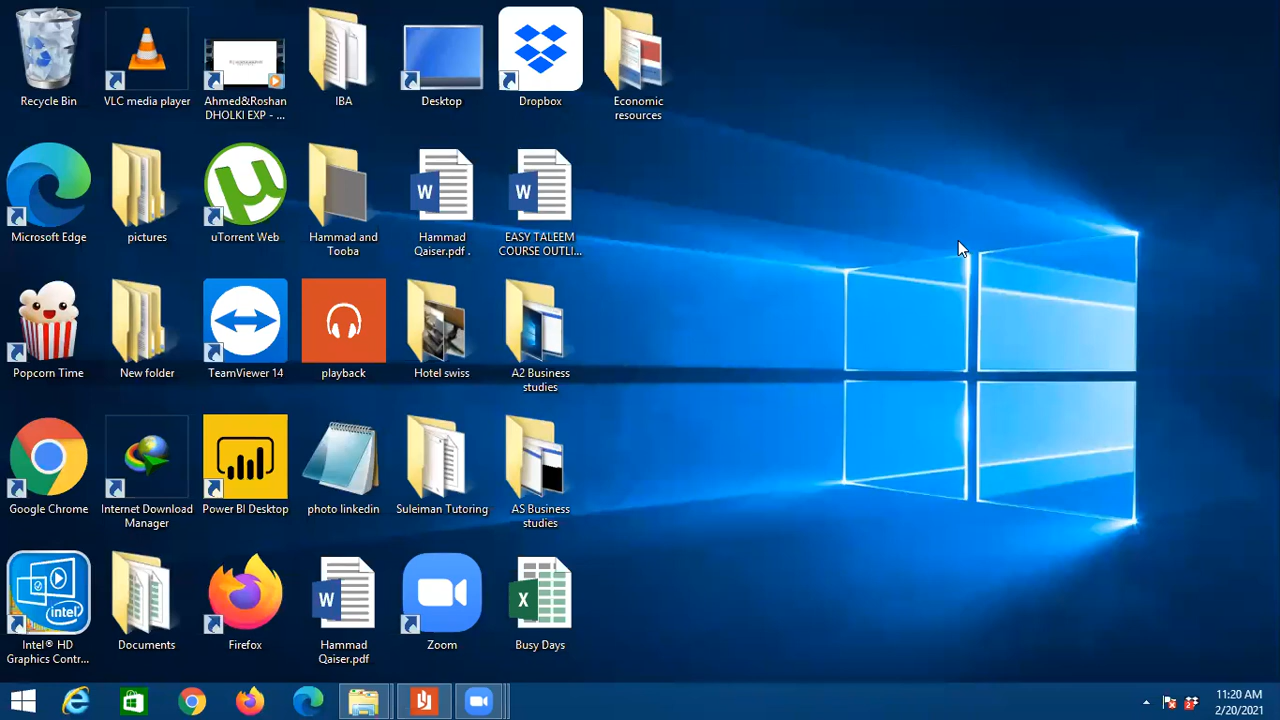 Recycle Bin
VLC media player
Ahmed&Roshan
DHOLKI EXP - ...
IBA
Desktop
Dropbox
Economic
resources
Microsoft Edge
pictures
uTorrent Web
Hammad and
Tooba
W
Hammad
Qaiser.pdf .
W
EASY TALEEM
COURSE OUTLI...
Popcorn Time
New folder
TeamViewer 14
playback
Hotel swiss
A2 Business
studies
Google Chrome
Internet Download
Manager
Power BI Desktop
photo linkedin
Suleiman Tutoring
AS Business
studies
intel
Intel® HD
Graphics Contr...
Documents
Firefox
W
Hammad
Qaiser.pdf
Zoom
X
Busy Days
11:20 AM
2/20/2021